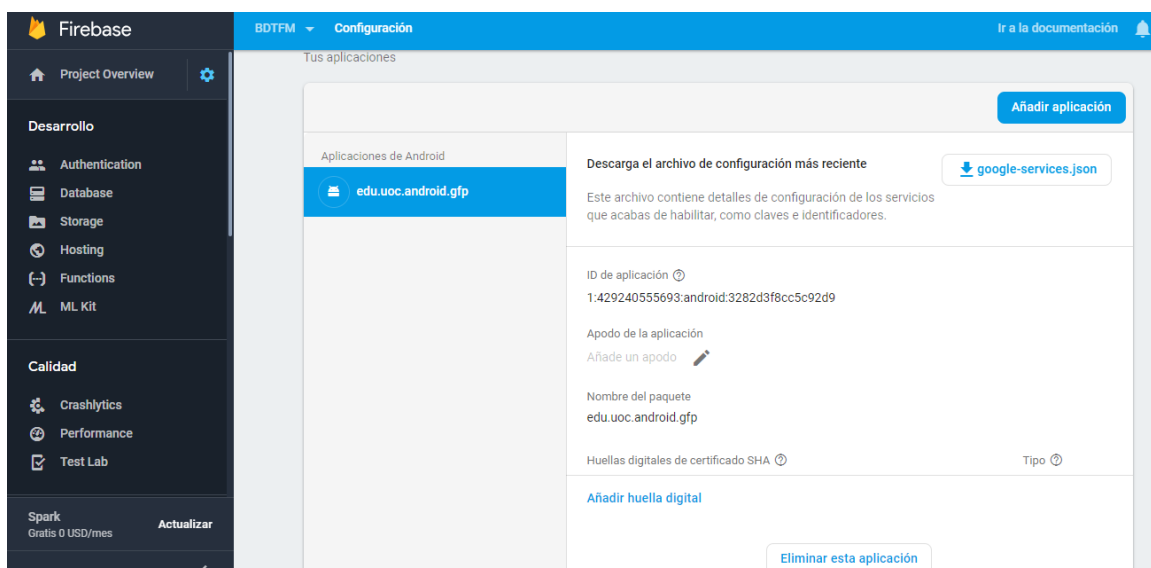 Firebase
BDTFM
Configuración
Ir a la documentación
Project Overview
Desarrollo
Authentication
Database
Storage
Hosting
Functions
ML Kit
Calidad
Crashlytics
Performance
Test Lab
Spark
Gratis 0 USD/mes
Actualizar
Tus aplicaciones
Añadir aplicación
Aplicaciones de Android
edu.uoc.android.gfp
Descarga el archivo de configuración más reciente
google-services.json
Este archivo contiene detalles de configuración de los servicios
que acabas de habilitar, como claves e identificadores.
ID de aplicación
1:429240555693:android:3282d3f8cc5c92d9
Apodo de la aplicación
Añade un apodo
Nombre del paquete
edu.uoc.android.gfp
Huellas digitales de certificado SHA
Tipo
Añadir huella digital
Eliminar esta aplicación